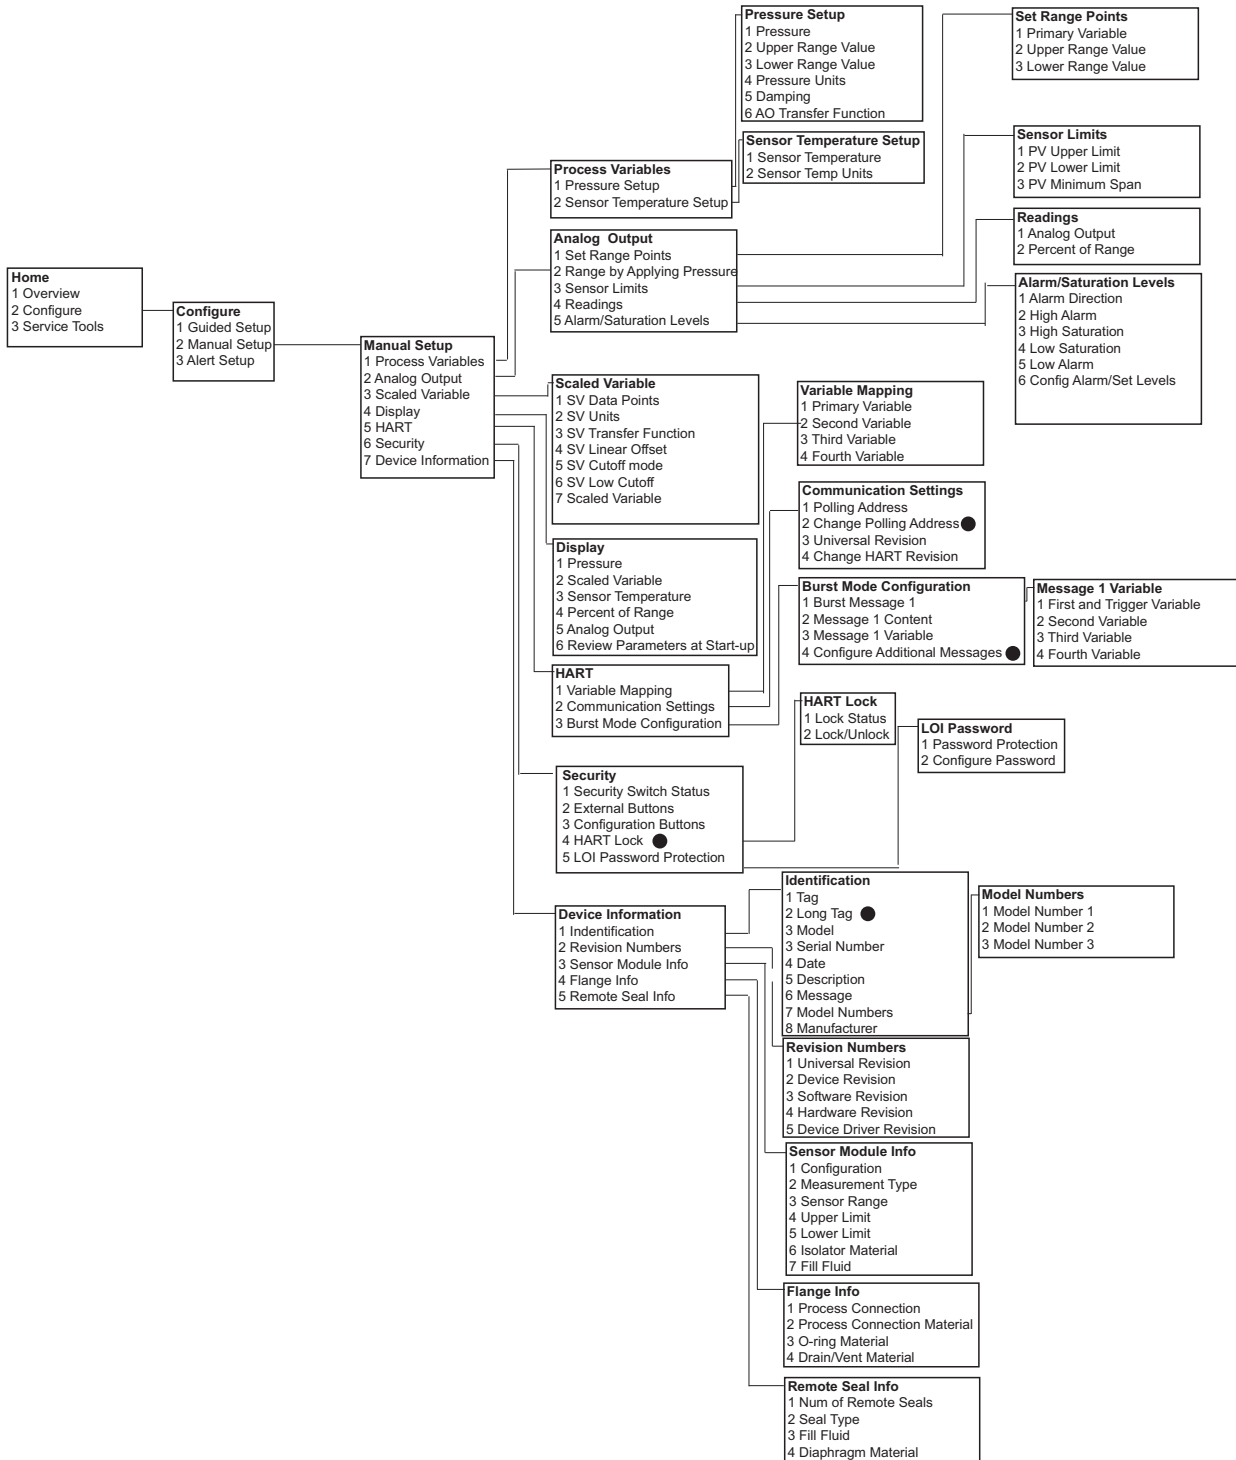 Home
1 Overview
2 Configure
3 Service Tools
Configure
1 Guided Setup
2 Manual Setup
3 Alert Setup
Manual Setup
1 Process Variables
2 Analog Output
3 Scaled Variable
4 Display
5 HART
6 Security
7 Device Information
Process Variables
1 Pressure Setup
2 Sensor Temperature Setup
Pressure Setup
1 Pressure
2 Upper Range Value
3 Lower Range Value
4 Pressure Units
5 Damping
6 AO Transfer Function
Sensor Temperature Setup
1 Sensor Temperature
2 Sensor Temp Units
Analog Output
1 Set Range Points
2 Range by Applying Pressure
3 Sensor Limits
4 Readings
5 Alarm/Saturation Levels
Set Range Points
1 Primary Variable
2 Upper Range Value
3 Lower Range Value
Sensor Limits
1 PV Upper Limit
2 PV Lower Limit
3 PV Minimum Span
Readings
1 Analog Output
2 Percent of Range
Alarm/Saturation Levels
1 Alarm Direction
2 High Alarm
3 High Saturation
4 Low Saturation
5 Low Alarm
6 Config Alarm/Set Levels
Scaled Variable
1 SV Data Points
2 SV Units
3 SV Transfer Function
4 SV Linear Offset
5 SV Cutoff mode
6 SV Low Cutoff
7 Scaled Variable
Display
1 Pressure
2 Scaled Variable
3 Sensor Temperature
4 Percent of Range
5 Analog Output
6 Review Parameters at Start-up
HART
1 Variable Mapping
2 Communication Settings
3 Burst Mode Configuration
Variable Mapping
1 Primary Variable
2 Second Variable
3 Third Variable
4 Fourth Variable
Communication Settings
1 Polling Address
2 Change Polling Address
3 Universal Revision
4 Change HART Revision
Burst Mode Configuration
1 Burst Message 1
2 Message 1 Content
3 Message 1 Variable
4 Configure Additional Messages
Message 1 Variable
1 First and Trigger Variable
2 Second Variable
3 Third Variable
4 Fourth Variable
Security
1 Security Switch Status
2 External Buttons
3 Configuration Buttons
4 HART Lock
5 LOI Password Protection
HART Lock
1 Lock Status
2 Lock/Unlock
LOI Password
1 Password Protection
2 Configure Password
Device Information
1 Indentification
2 Revision Numbers
3 Sensor Module Info
4 Flange Info
5 Remote Seal Info
Identification
1 Tag
2 Long Tag
3 Model
3 Serial Number
4 Date
5 Description
6 Message
7 Model Numbers
8 Manufacturer
Model Numbers
1 Model Number 1
2 Model Number 2
3 Model Number 3
Revision Numbers
1 Universal Revision
2 Device Revision
3 Software Revision
4 Hardware Revision
5 Device Driver Revision
Sensor Module Info
1 Configuration
2 Measurement Type
3 Sensor Range
4 Upper Limit
5 Lower Limit
6 Isolator Material
7 Fill Fluid
Flange Info
1 Process Connection
2 Process Connection Material
3 O-ring Material
4 Drain/Vent Material
Remote Seal Info
1 Num of Remote Seals
2 Seal Type
3 Fill Fluid
4 Diaphragm Material